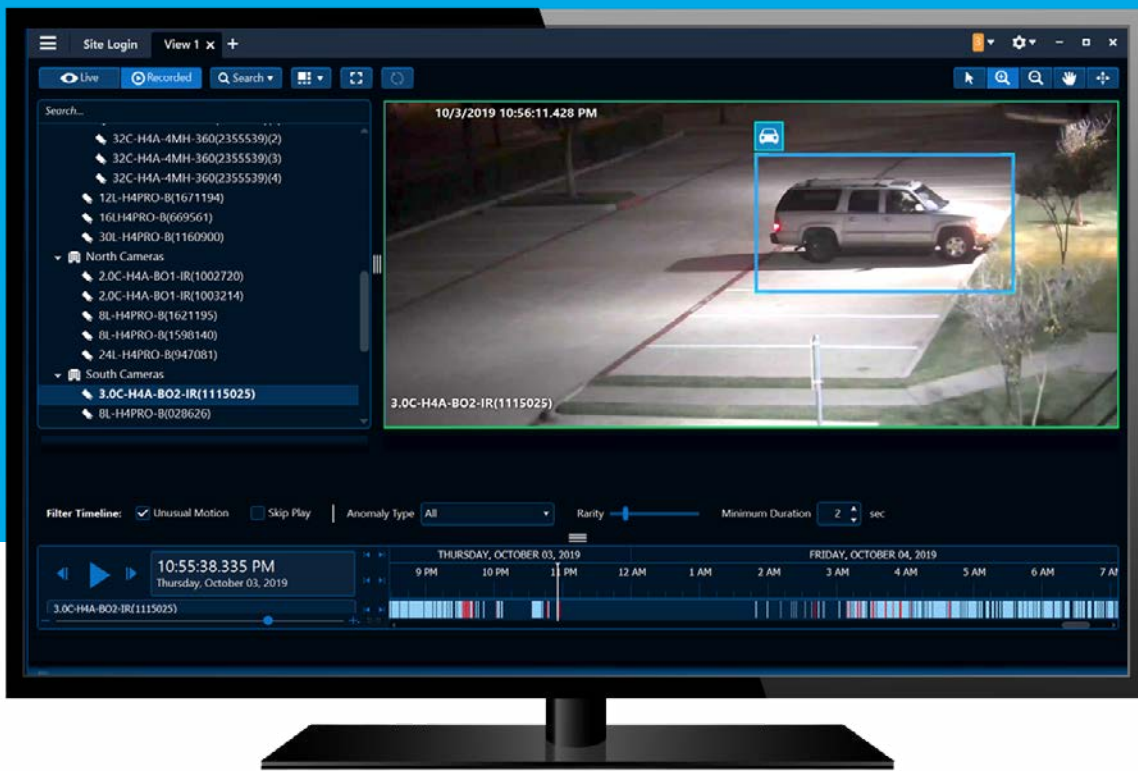 Site Login View 1 x +
3
Live Recorded Search
Search...
10/3/2019 10:56:11.428 PM
32C-H4A-4MH-360(2355539)(2)
32C-H4A-4MH-360(2355539)(3)
32C-H4A-4MH-360(2355539)(4)
12L-H4PRO-B(1671194)
16LH4PRO-B(669561)
30L-H4PRO-B(1160900)
North Cameras
2.0C-H4A-BO1-IR(1002720)
2.0C-H4A-BO1-IR(1003214)
8L-H4PRO-B(1621195)
8L-H4PRO-B(1598140)
24L-H4PRO-B(947081)
South Cameras
3.0C-H4A-BO2-IR(1115025)
8L-H4PRO-B(028626)
3.0C-H4A-BO2-IR(1115025)
Filter Timeline: Unusual Motion Skip Play Anomaly Type All Rarity Minimum Duration 2 sec
THURSDAY, OCTOBER 03, 2019 FRIDAY, OCTOBER 04, 2019
10:55:38.335 PM
Thursday, October 03, 2019
9 PM 10 PM 11 PM 12 AM 1 AM 2 AM 3 AM 4 AM 5 AM 6 AM 7 AM
3.0C-H4A-BO2-IR(1115025)